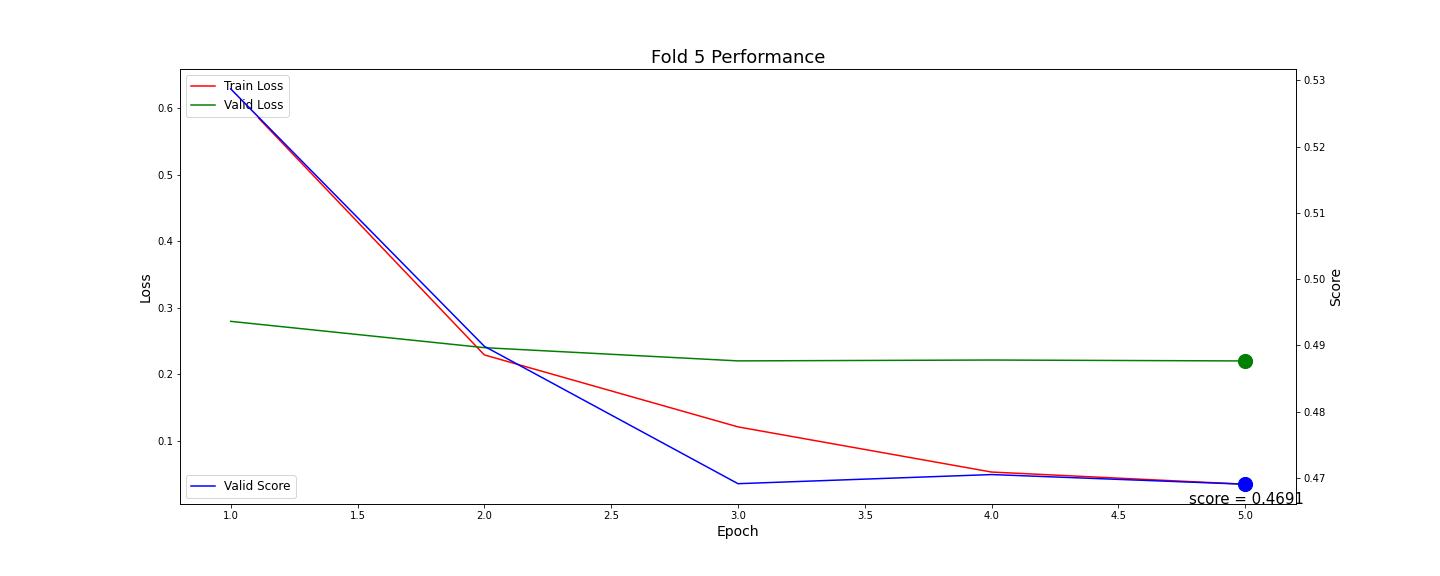 Fold 5 Performance
Train Loss
Valid Loss
Valid Score
0.6
0.5
0.4
0.3
0.2
0.1
Loss
0.53
0.52
0.51
0.50
0.49
0.48
0.47
Score
score = 0.4691
1.0 1.5 2.0 2.5 3.0 3.5 4.0 4.5 5.0
Epoch